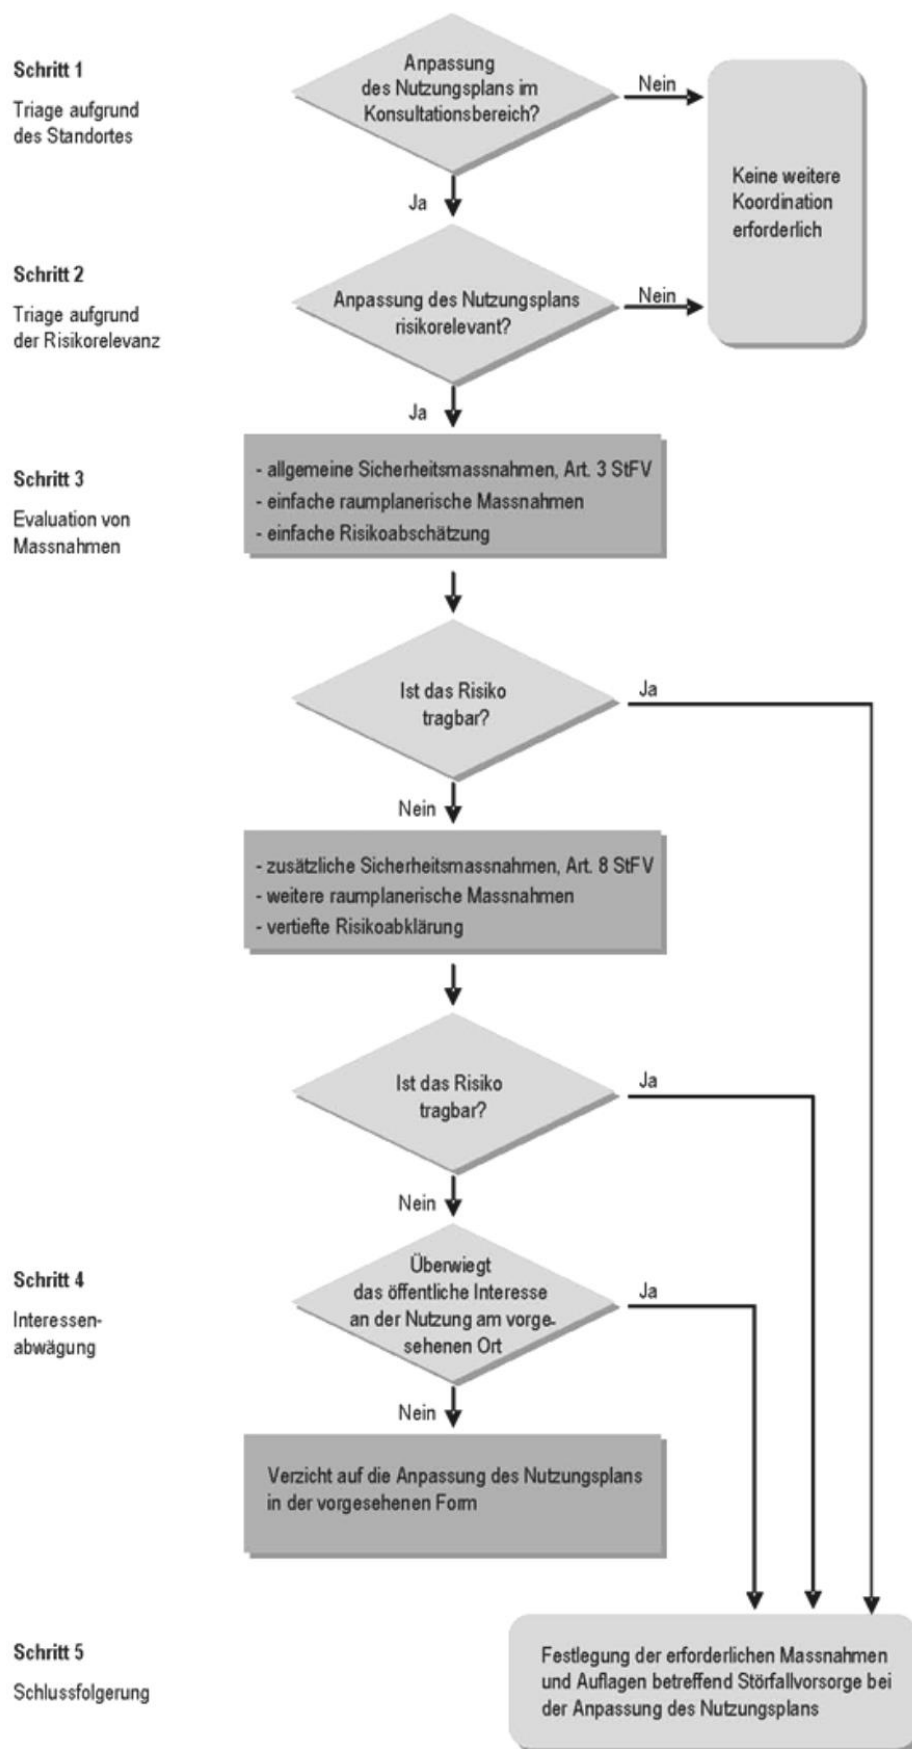 Schritt 1
Triage aufgrund
des Standortes
Anpassung
des Nutzungsplans im
Konsultationsbereich?
Nein
Keine weitere
Koordination
erforderlich
Ja
Schritt 2
Triage aufgrund
der Risikorelevanz
Anpassung des Nutzungsplans
risikorelevant?
Nein
Ja
Schritt 3
Evaluation von
Massnahmen
- allgemeine Sicherheitsmassnahmen, Art. 3 StFV
- einfache raumplanerische Massnahmen
- einfache Risikoabschätzung
Ist das Risiko
tragbar?
Ja
Nein
- zusätzliche Sicherheitsmassnahmen, Art. 8 StFV
- weitere raumplanerische Massnahmen
- vertiefte Risikoabklärung
Ist das Risiko
tragbar?
Ja
Nein
Schritt 4
Interessen-
abwägung
Überwiegt
das öffentliche Interesse
an der Nutzung am vorge-
sehenen Ort
Ja
Nein
Verzicht auf die Anpassung des Nutzungsplans
in der vorgesehenen Form
Schritt 5
Schlussfolgerung
Festlegung der erforderlichen Massnahmen
und Auflagen betreffend Störfallvorsorge bei
der Anpassung des Nutzungsplans